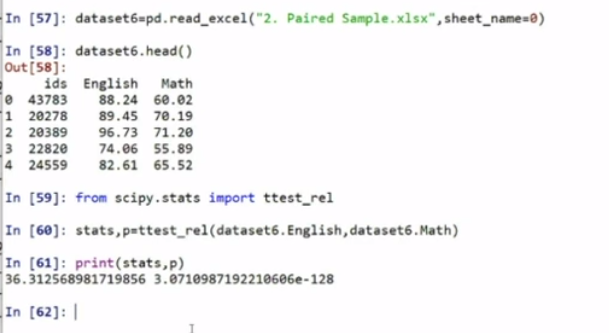 In [57]: dataset6=pd.read_excel("2. Paired Sample.xlsx",sheet_name=0)
In [58]: dataset6.head()
Out[58]:
ids English Math
0 43783 88.24 60.02
1 20278 89.45 70.19
2 20389 96.73 71.20
3 22820 74.06 55.89
4 24559 82.61 65.52
In [59]: from scipy.stats import ttest_rel
In [60]: stats,p=ttest_rel(dataset6.English,dataset6.Math)
In [61]: print(stats,p)
36.312568981719856 3.0710987192210606e-128
In [62]: